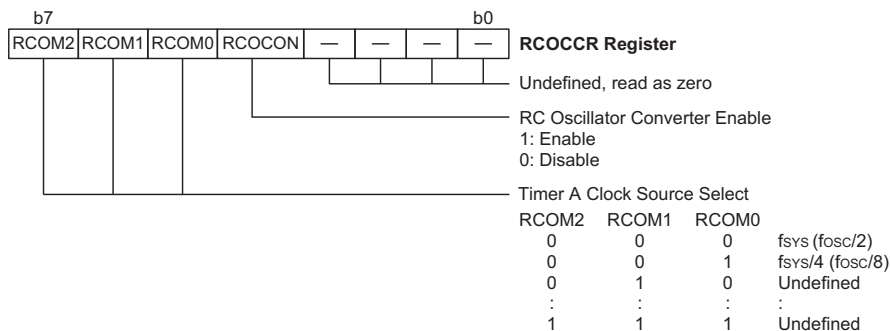 b7 b0
RCOM2 RCOM1 RCOM0 RCOCON — — — — RCOCCR Register
Undefined, read as zero
RC Oscillator Converter Enable
1: Enable
0: Disable
Timer A Clock Source Select
RCOM2 RCOM1 RCOM0
0 0 0 fSYS (fOSC/2)
0 0 1 fSYS/4 (fOSC/8)
0 1 0 Undefined
: : : :
1 1 1 Undefined